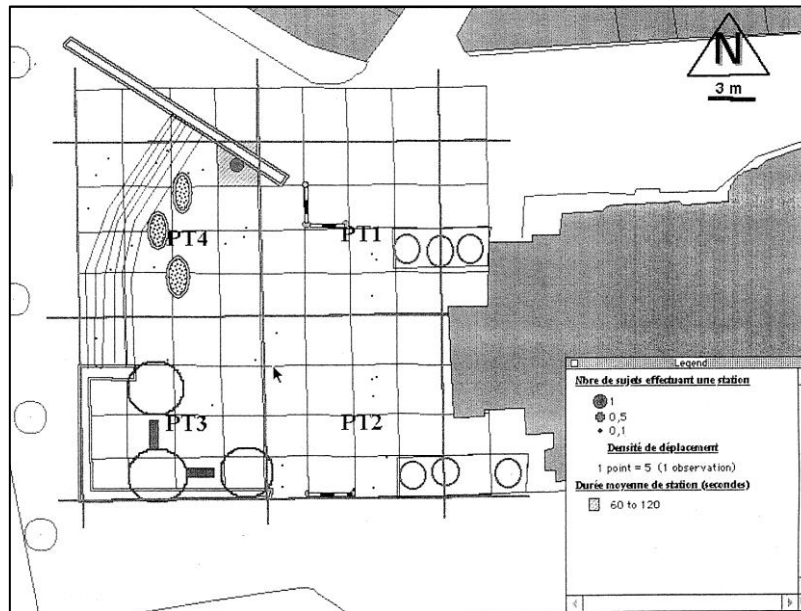 N
3 m
PT4
PT1
PT3
PT2
Legend
Nbre de sujets effectuant une station
1
0,5
0,1
Densité de déplacement
1 point = 5 (1 observation)
Durée moyenne de station (secondes)
60 to 120